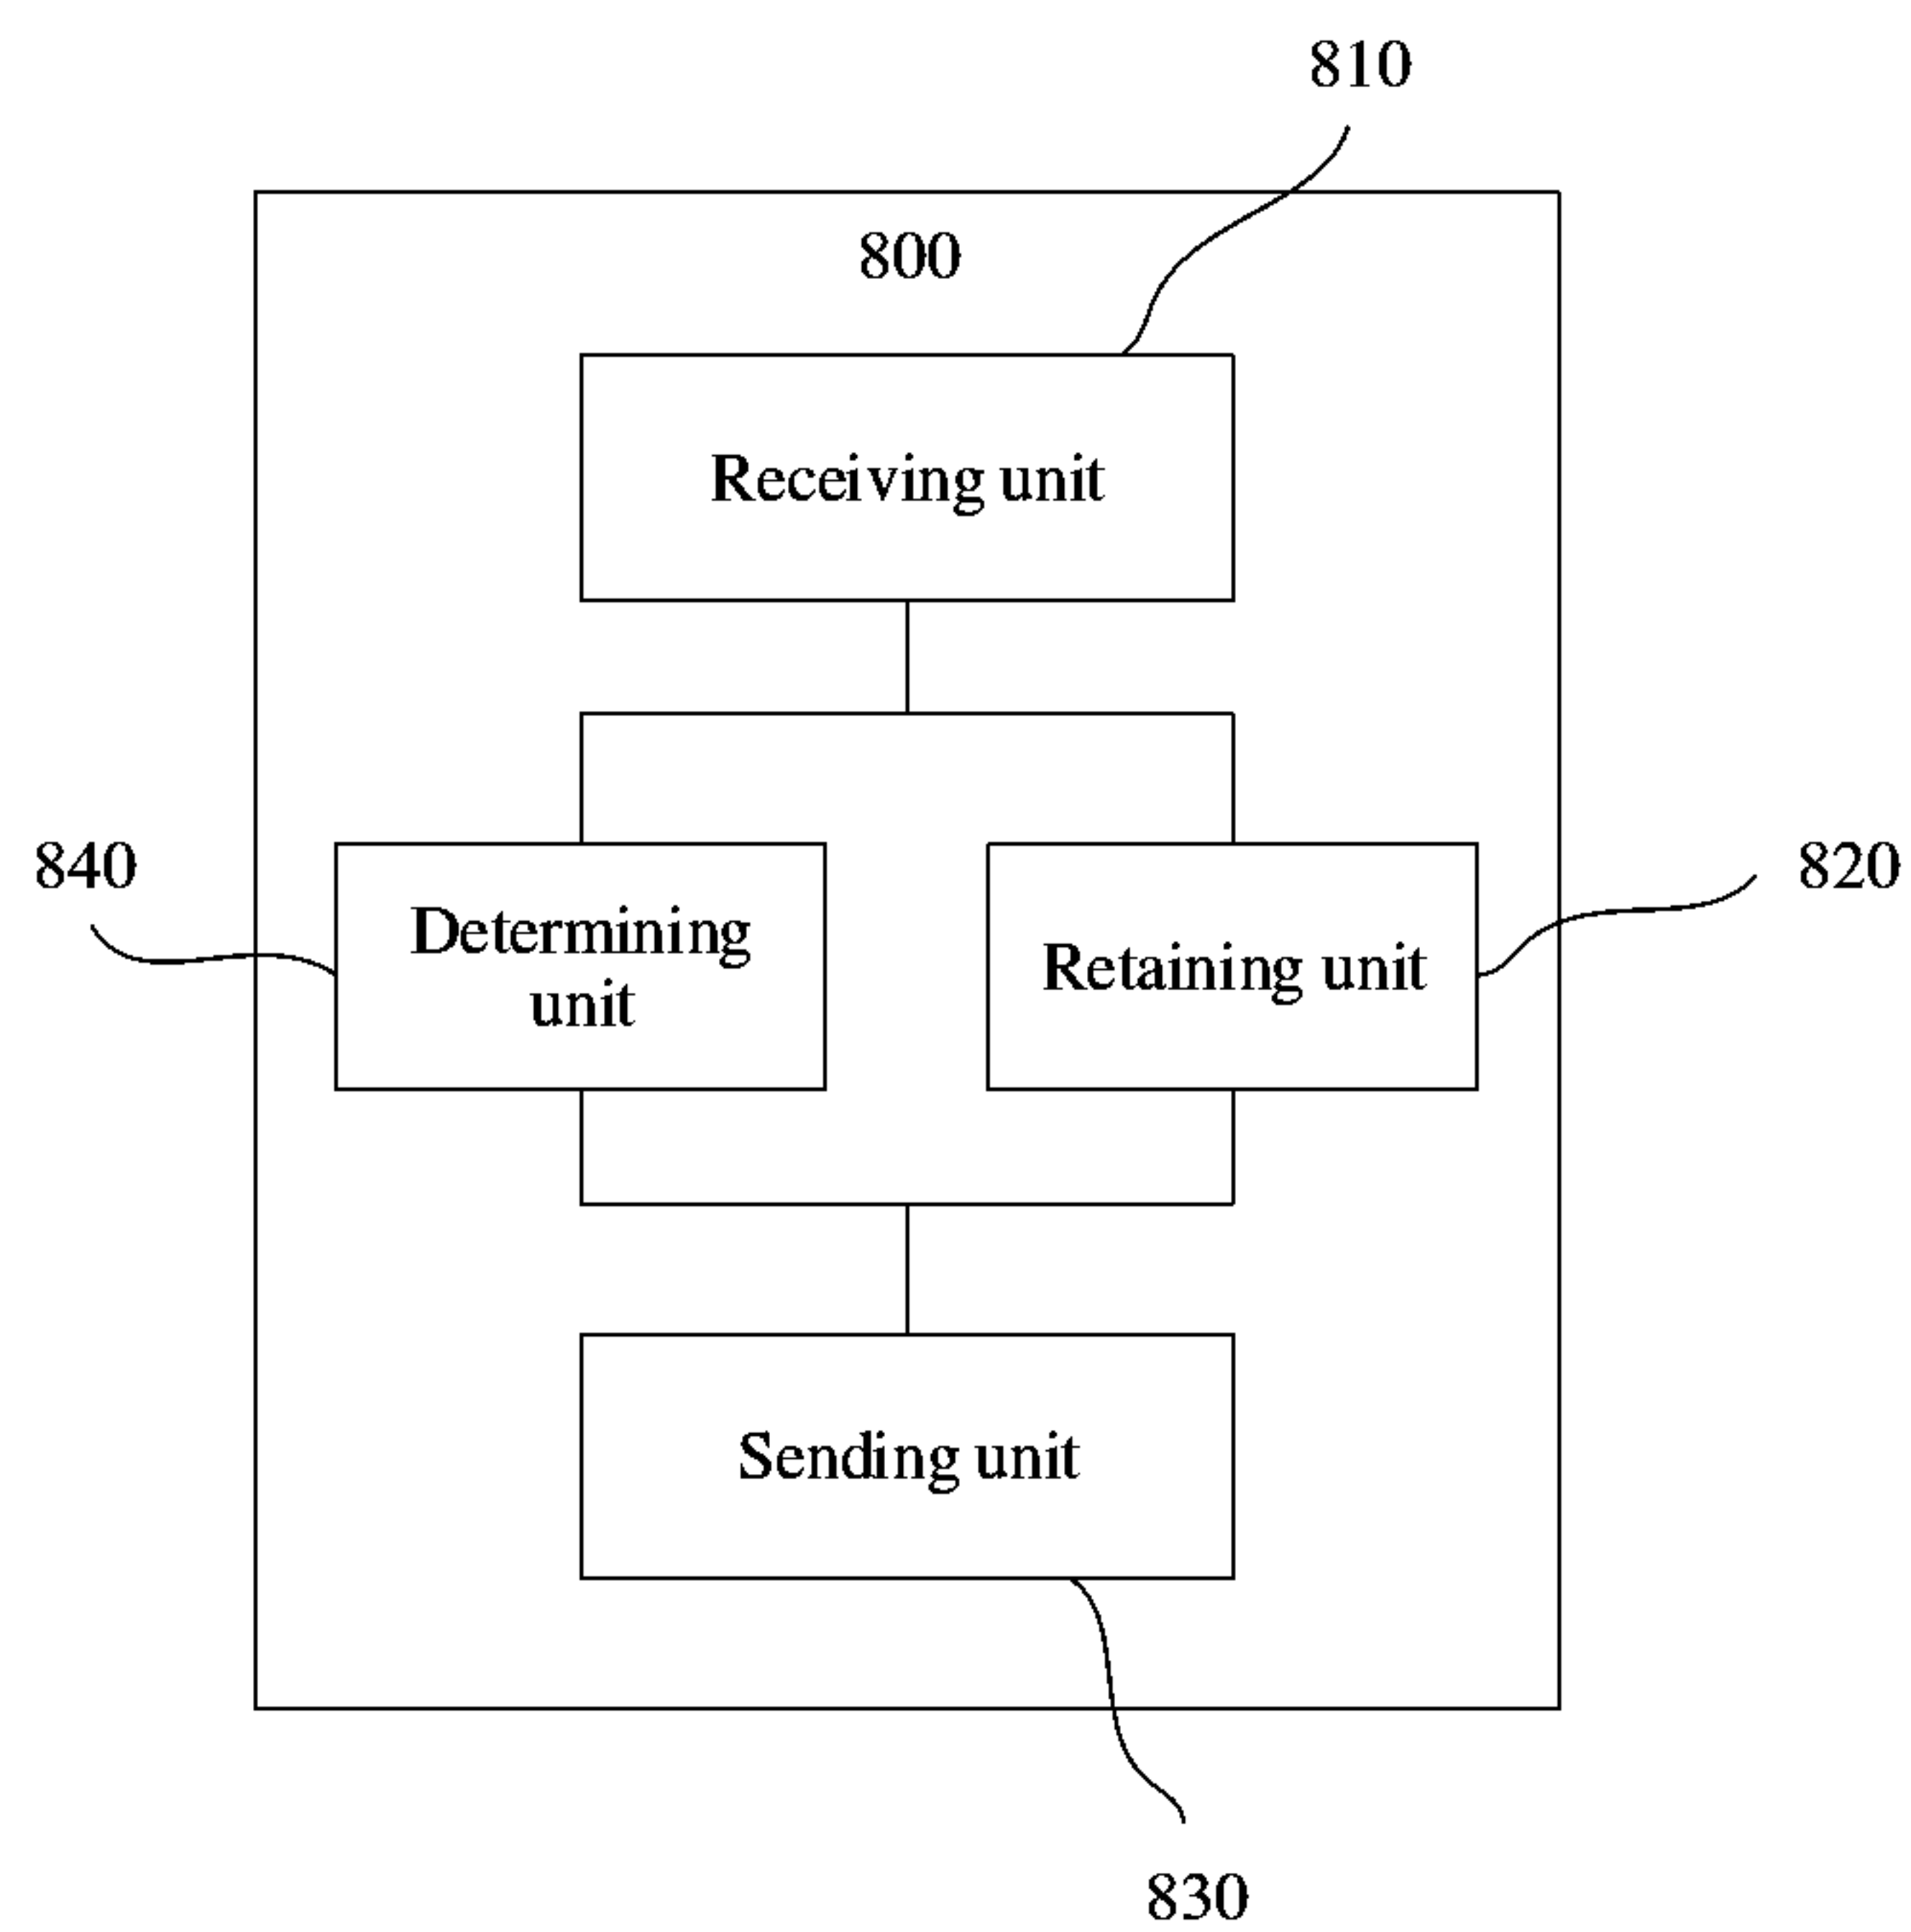 810
800
Receiving unit
840
Determining
unit
Retaining unit
820
Sending unit
830